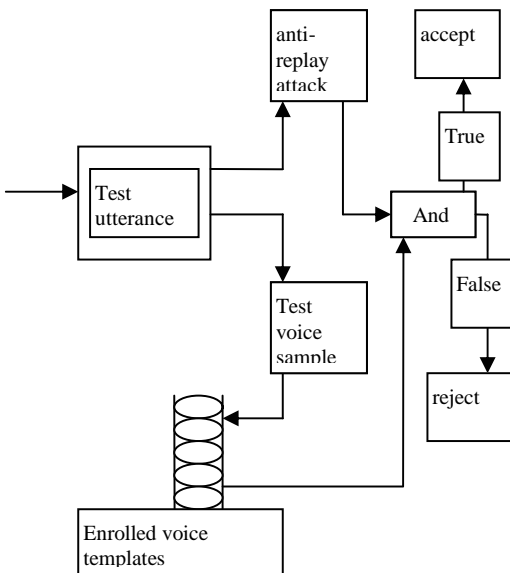 anti-
replay
attack
accept
True
Test
utterance
And
False
Test
voice
sample
reject
Enrolled voice
templates